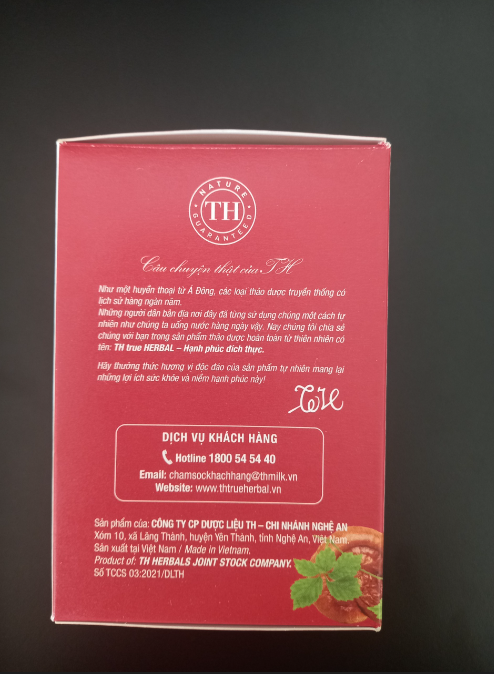 NATURE
TH
GUARANTEED
Câu chuyện thật của TH
Như một huyền thoại từ Á Đông, các loại thảo dược truyền thống có
lịch sử hàng ngàn năm.
Những người dân bản địa nơi đây đã từng sử dụng chúng một cách tự
nhiên như chúng ta uống nước hàng ngày vậy. Nay chúng tôi chia sẻ
chúng với bạn trong sản phẩm thảo dược hoàn toàn từ thiên nhiên có
tên: TH true HERBAL – Hạnh phúc đích thực.
Hãy thưởng thức hương vị độc đáo của sản phẩm tự nhiên mang lại
những lợi ích sức khỏe và niềm hạnh phúc này!
DỊCH VỤ KHÁCH HÀNG
Hotline 1800 54 54 40
Email: chamsockhachhang@thmilk.vn
Website: www.thtrueherbal.vn
Sản phẩm của: CÔNG TY CP DƯỢC LIỆU TH – CHI NHÁNH NGHỆ AN
Xóm 10, xã Lăng Thành, huyện Yên Thành, tỉnh Nghệ An, Việt Nam.
Sản xuất tại Việt Nam / Made in Vietnam.
Product of: TH HERBALS JOINT STOCK COMPANY.
Số TCCS 03:2021/DLTH